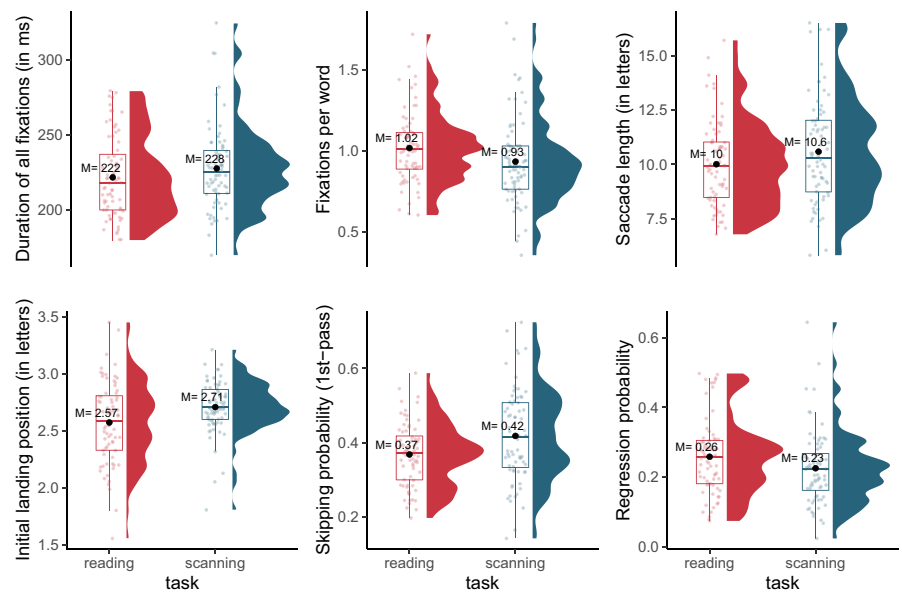 Duration of all fixations (in ms)
300
250
200
M= 222
M= 228
Fixations per word
1.5
1.0
0.5
M= 1.02
M= 0.93
Saccade length (in letters)
15.0
12.5
10.0
7.5
M= 10
M= 10.6
Initial landing position (in letters)
3.5
3.0
2.5
2.0
1.5
M= 2.57
M= 2.71
reading
scanning
task
Skipping probability (1st−pass)
0.6
0.4
0.2
M= 0.37
M= 0.42
reading
scanning
task
Regression probability
0.6
0.4
0.2
0.0
M= 0.26
M= 0.23
reading
scanning
task